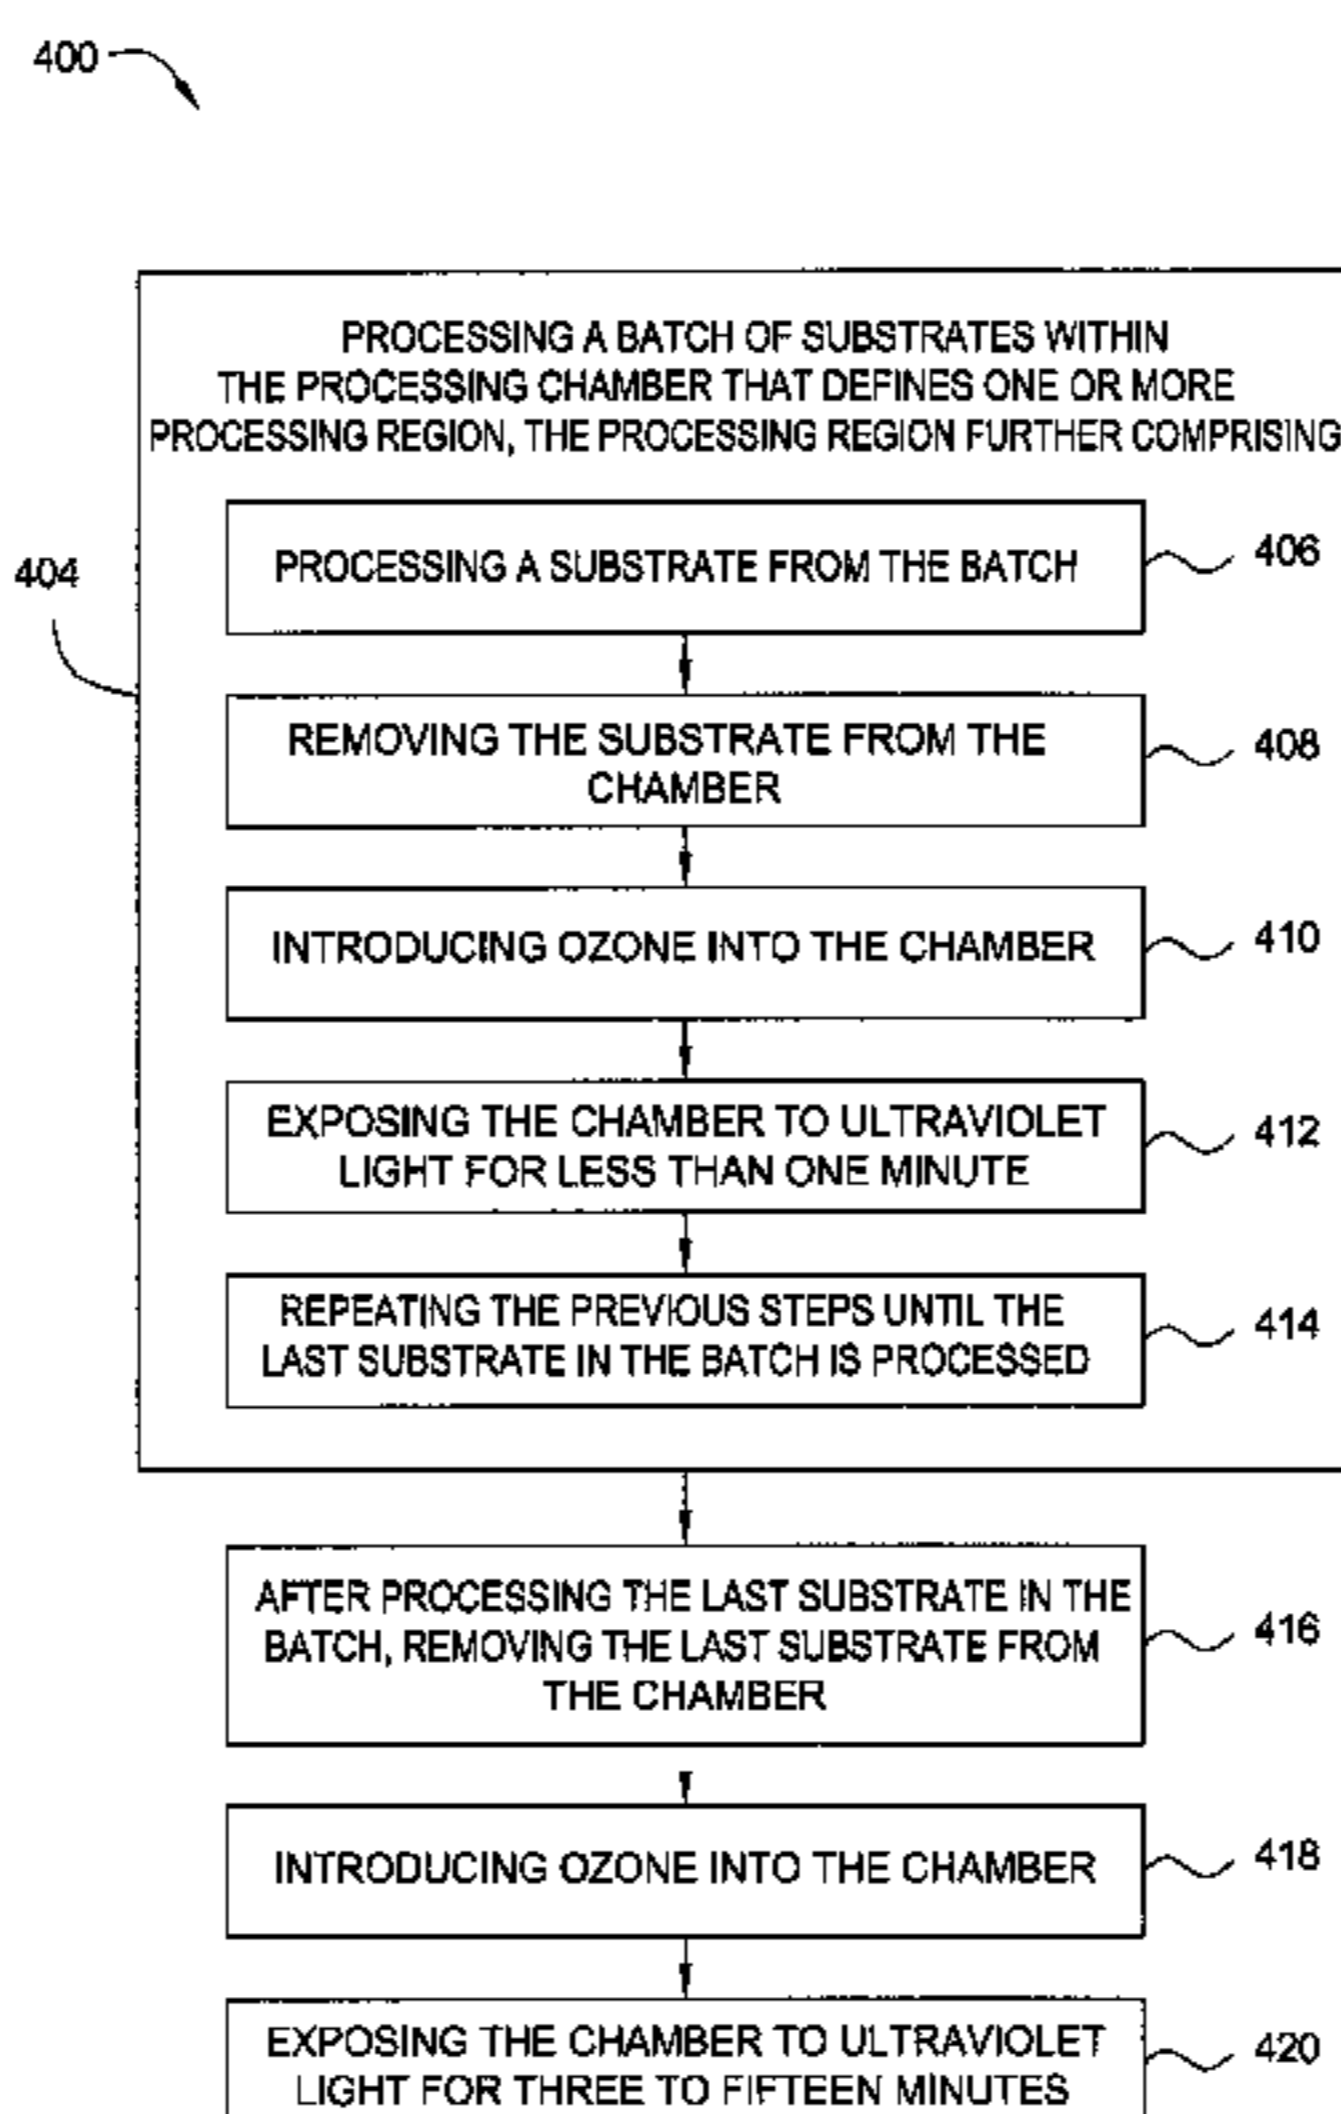 400
PROCESSING A BATCH OF SUBSTRATES WITHIN
THE PROCESSING CHAMBER THAT DEFINES ONE OR MORE
PROCESSING REGION, THE PROCESSING REGION FURTHER COMPRISING
404
PROCESSING A SUBSTRATE FROM THE BATCH
406
REMOVING THE SUBSTRATE FROM THE
CHAMBER
408
INTRODUCING OZONE INTO THE CHAMBER
410
EXPOSING THE CHAMBER TO ULTRAVIOLET
LIGHT FOR LESS THAN ONE MINUTE
412
REPEATING THE PREVIOUS STEPS UNTIL THE
LAST SUBSTRATE IN THE BATCH IS PROCESSED
414
AFTER PROCESSING THE LAST SUBSTRATE IN THE
BATCH, REMOVING THE LAST SUBSTRATE FROM
THE CHAMBER
416
INTRODUCING OZONE INTO THE CHAMBER
418
EXPOSING THE CHAMBER TO ULTRAVIOLET
LIGHT FOR THREE TO FIFTEEN MINUTES
420